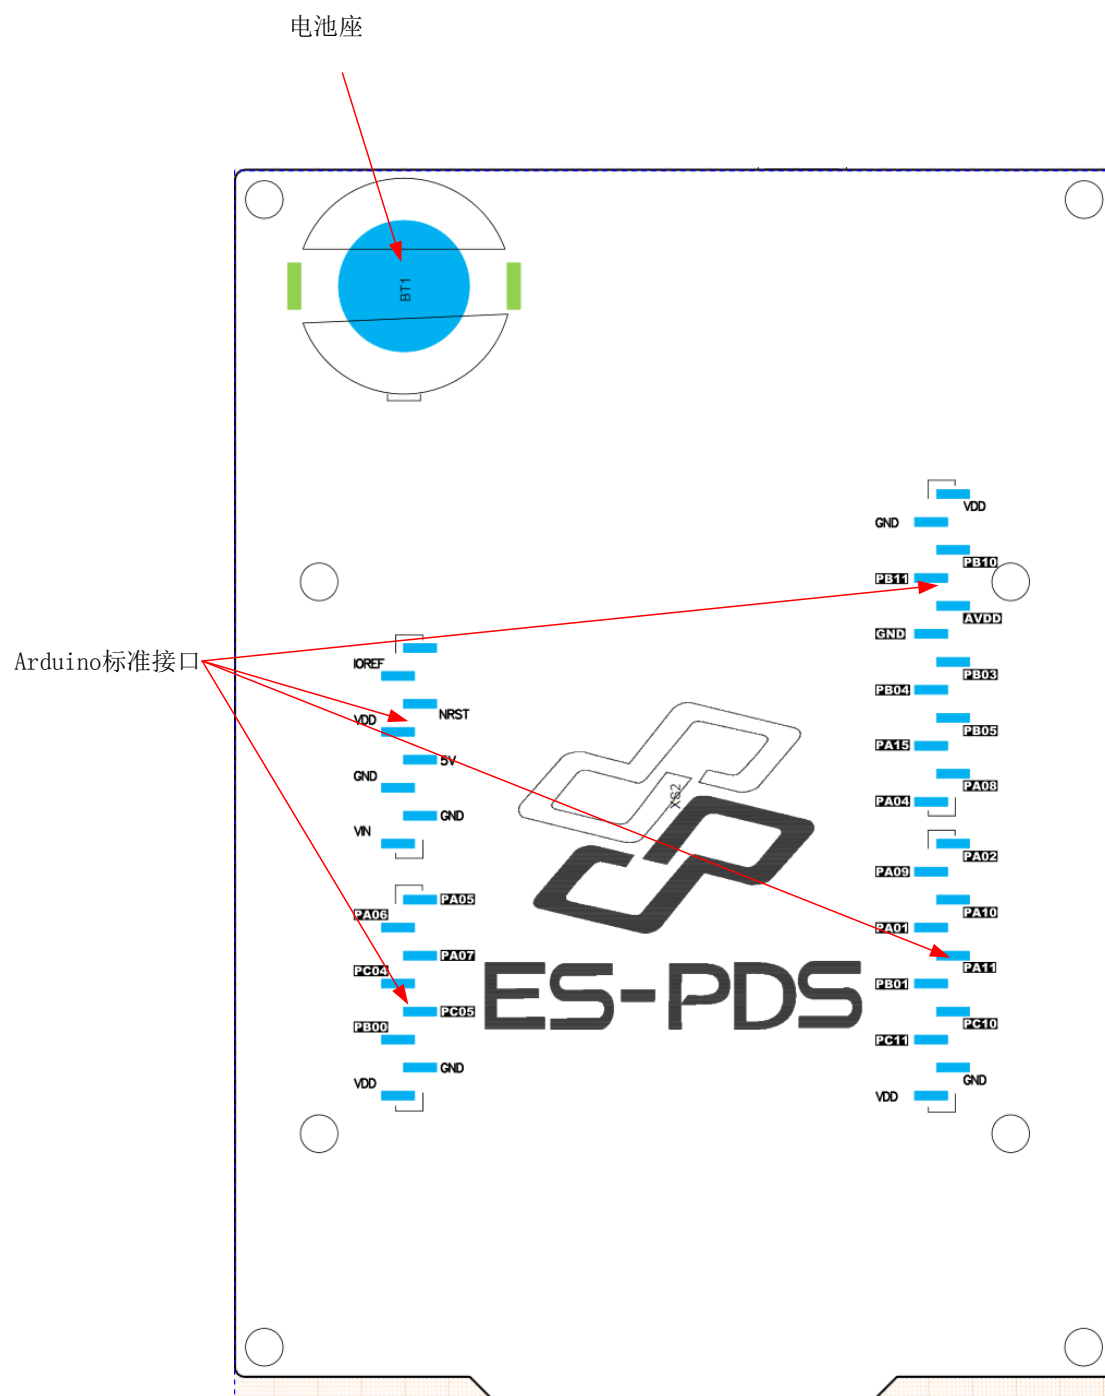 电池座
BT1
VDD
GND
PB10
PB11
AVDD
GND
PB03
PB04
PB05
PA15
PA08
PA04
PA02
PA09
PA10
PA01
PA11
PB01
PC10
PC11
GND
VDD
Arduino标准接口
IOREF
NRST
VDD
5V
GND
GND
VIN
PA05
PA06
PA07
PC04
PC05
PB00
GND
VDD
XS2
ES-PDS